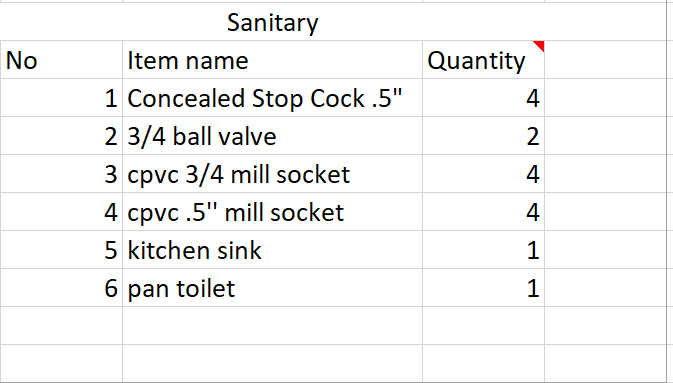 Sanitary
No Item name Quantity
1 Concealed Stop Cock .5"
4
2 3/4 ball valve 2
3 cpvc 3/4 mill socket 4
4 cpvc .5'' mill socket 4
5 kitchen sink 1
6 pan toilet 1